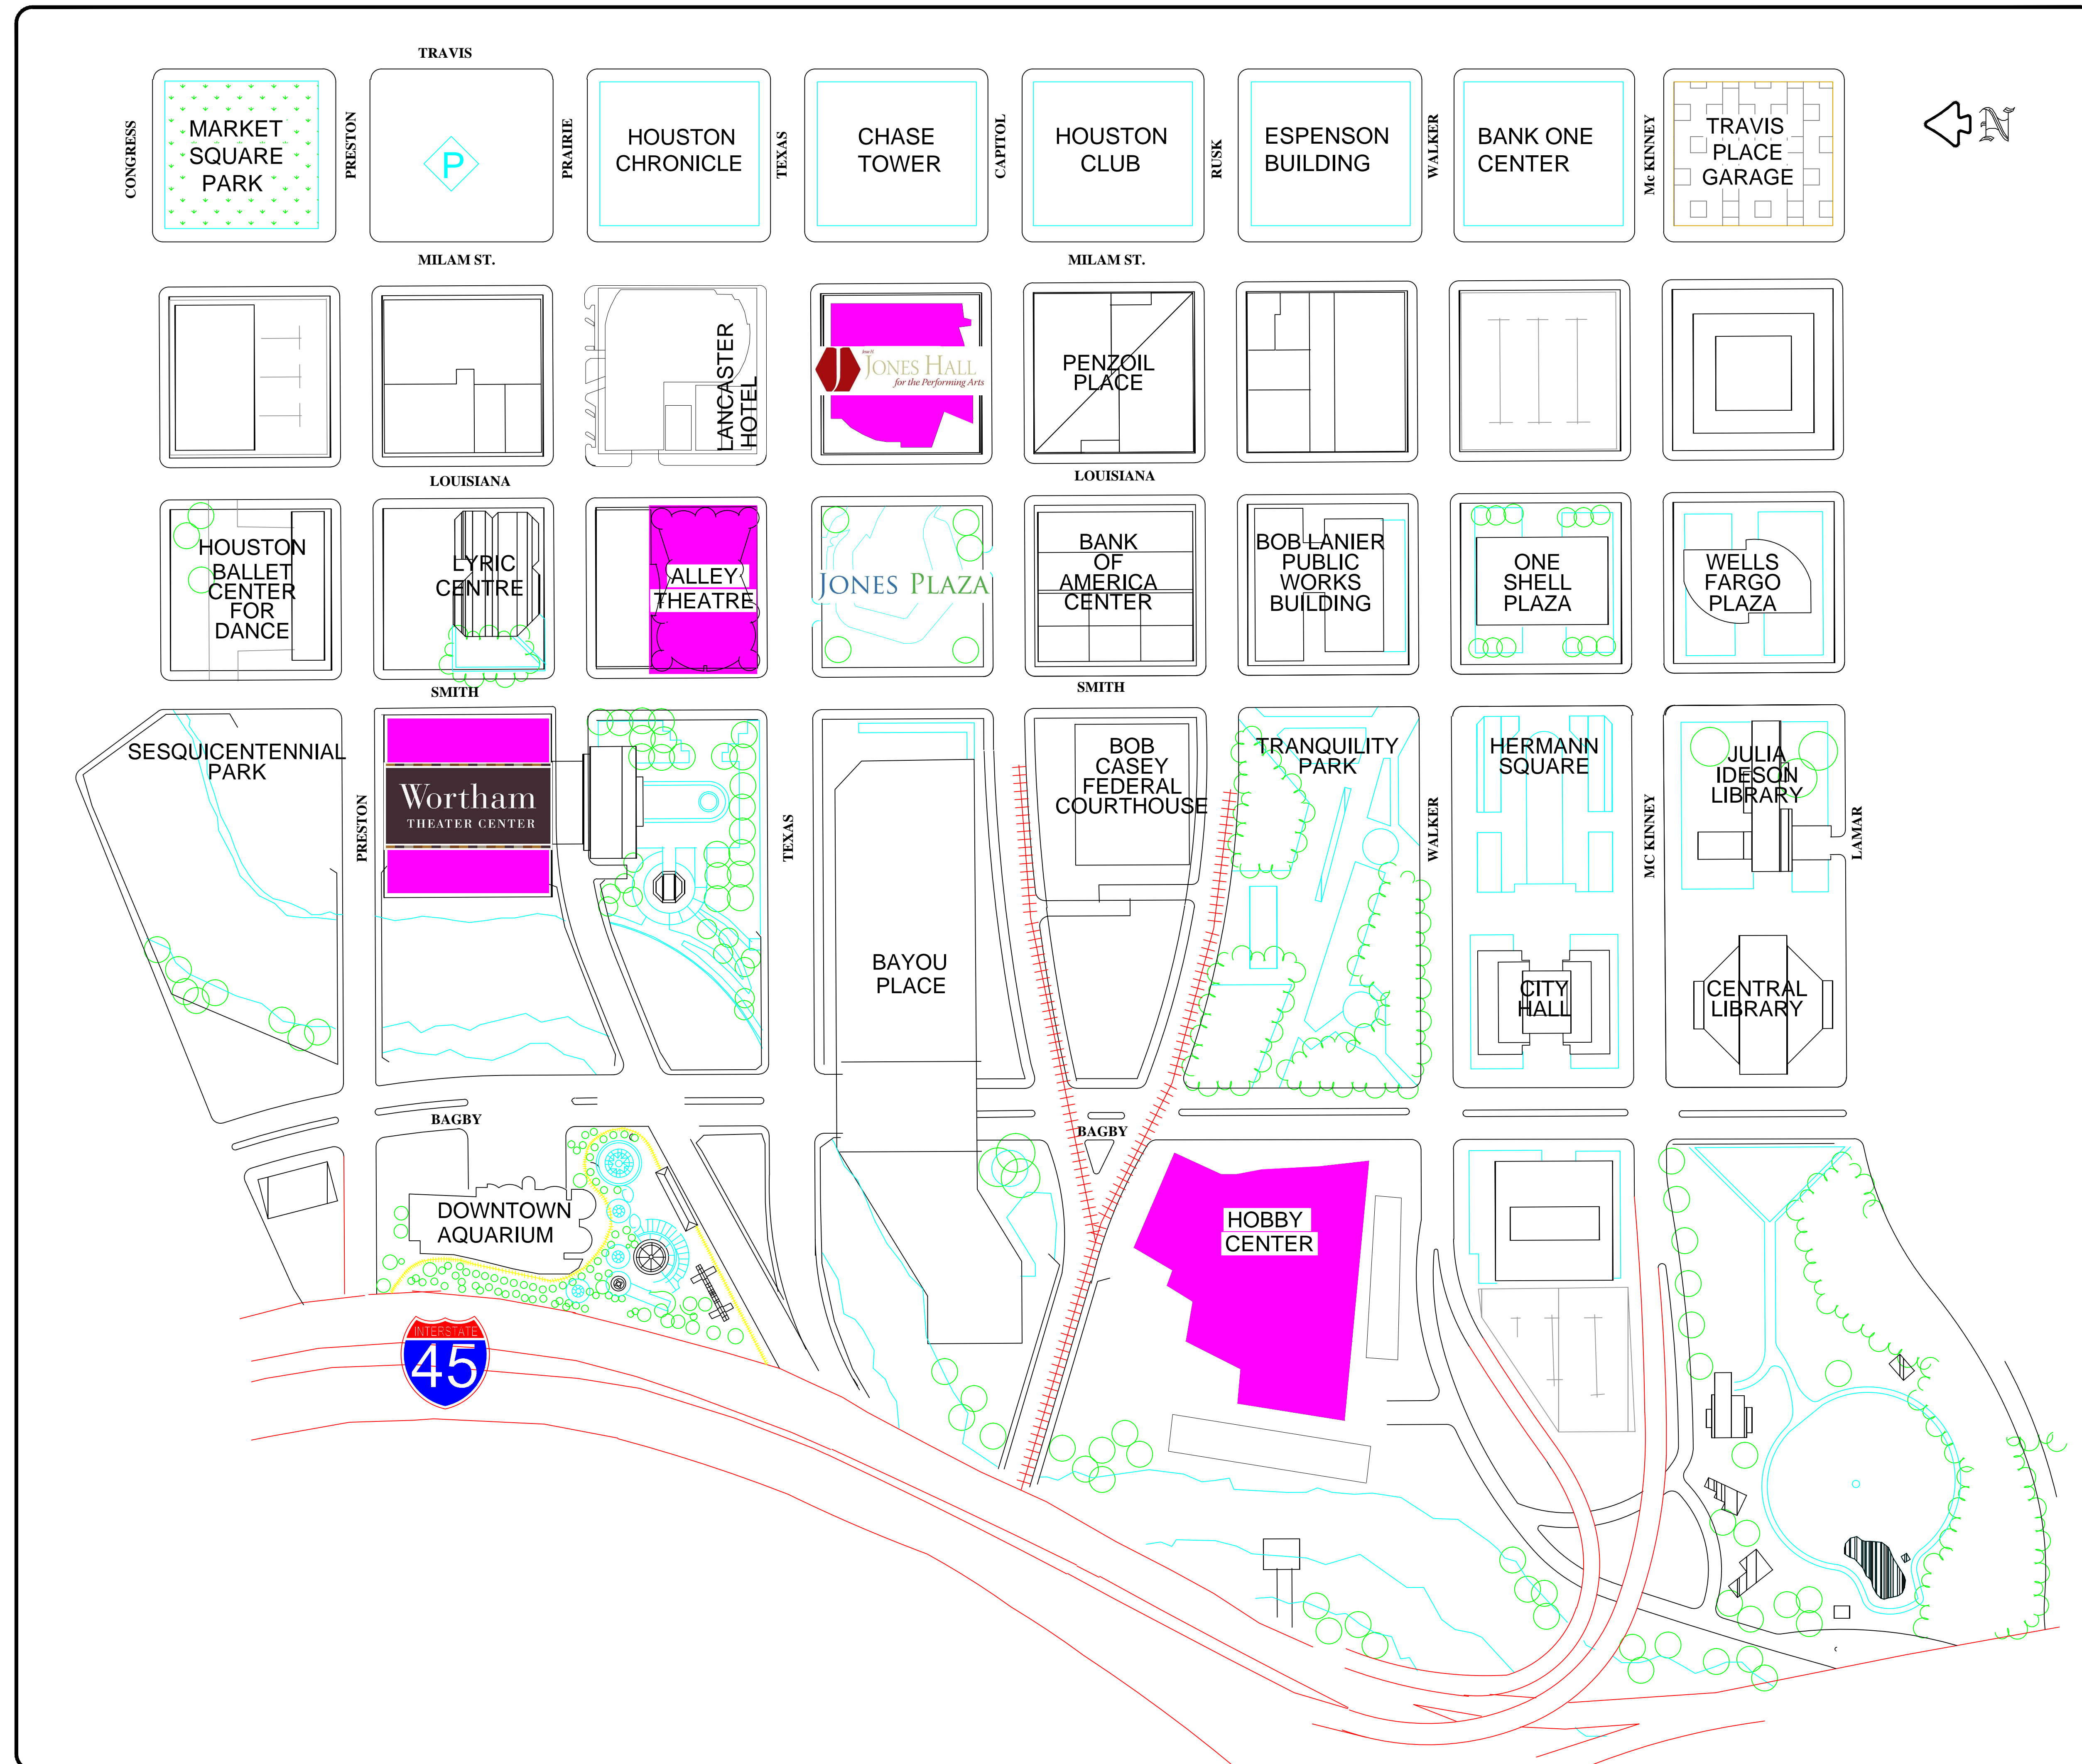 TRAVIS
CONGRESS
MARKET
SQUARE
PARK
PRESTON
P
PRAIRIE
HOUSTON
CHRONICLE
TEXAS
CHASE
TOWER
CAPITOL
HOUSTON
CLUB
RUSK
ESPENSON
BUILDING
WALKER
BANK ONE
CENTER
Mc KINNEY
TRAVIS
PLACE
GARAGE
N
MILAM ST.
MILAM ST.
LANCASTER
HOTEL
J
Jesse H.
JONES HALL
for the Performing Arts
PENZOIL
PLACE
LOUISIANA
LOUISIANA
HOUSTON
BALLET
CENTER
FOR
DANCE
LYRIC
CENTRE
ALLEY
THEATRE
JONES PLAZA
BANK
OF
AMERICA
CENTER
BOB LANIER
PUBLIC
WORKS
BUILDING
ONE
SHELL
PLAZA
WELLS
FARGO
PLAZA
SMITH
SMITH
SESQUICENTENNIAL
PARK
PRESTON
Wortham
THEATER CENTER
TEXAS
BAYOU
PLACE
BOB
CASEY
FEDERAL
COURTHOUSE
TRANQUILITY
PARK
WALKER
HERMANN
SQUARE
MC KINNEY
JULIA
IDESON
LIBRARY
LAMAR
CITY
HALL
CENTRAL
LIBRARY
BAGBY
BAGBY
DOWNTOWN
AQUARIUM
HOBBY
CENTER
INTERSTATE
45